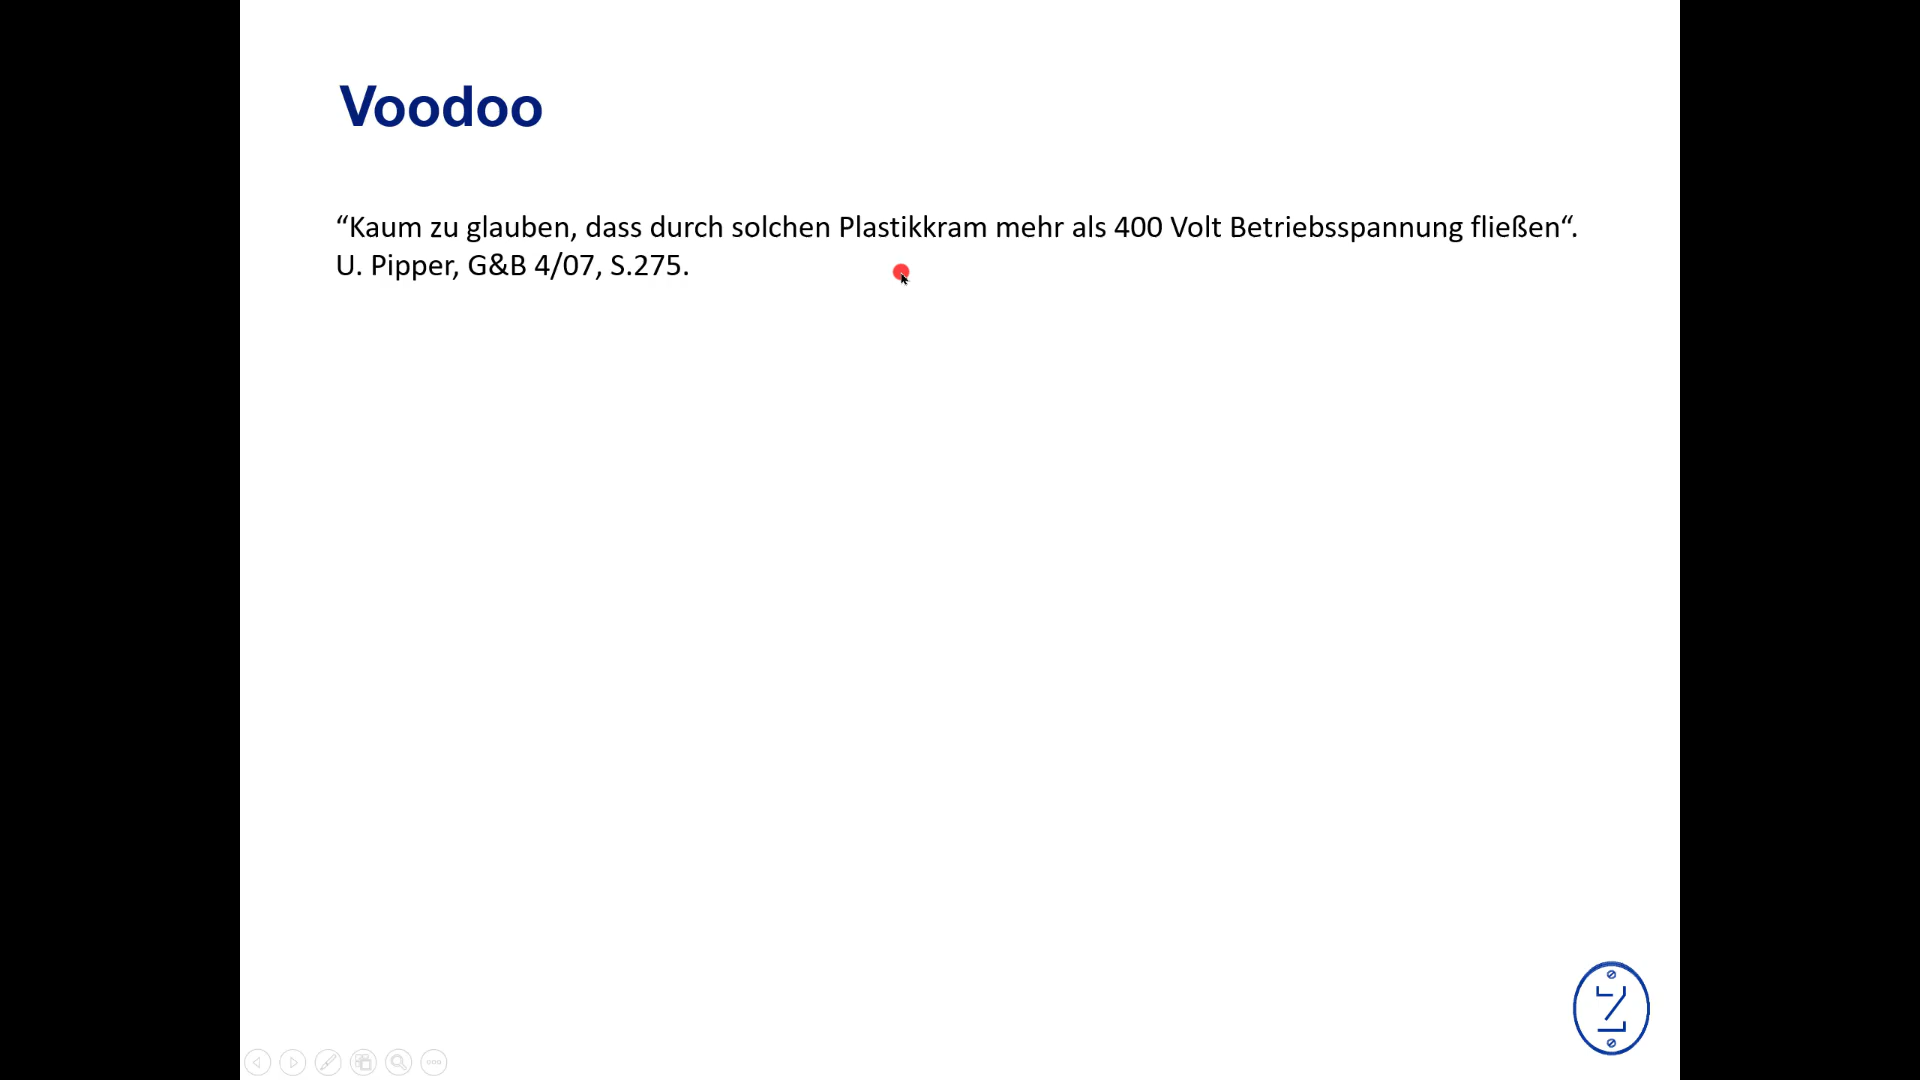 Voodoo
“Kaum zu glauben, dass durch solchen Plastikkram mehr als 400 Volt Betriebsspannung fließen“.
U. Pipper, G&B 4/07, S.275.